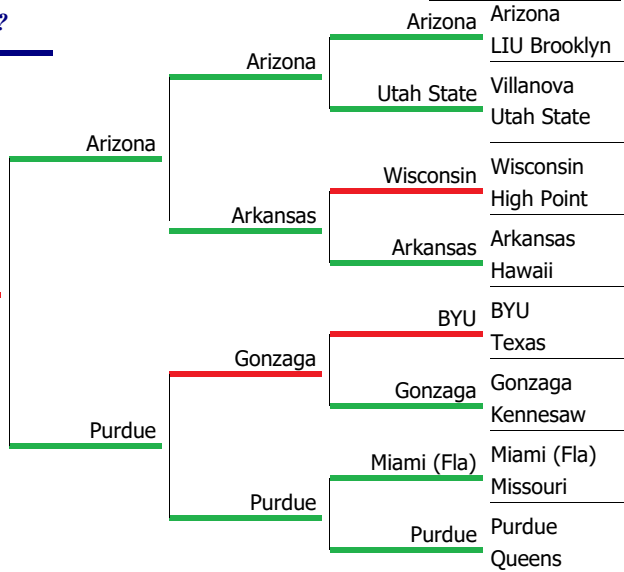 ?
Arizona
Arizona
LIU Brooklyn
Arizona
Utah State
Villanova
Utah State
Arizona
Wisconsin
Wisconsin
High Point
Arkansas
Arkansas
Arkansas
Hawaii
BYU
BYU
Texas
Gonzaga
Gonzaga
Gonzaga
Kennesaw
Purdue
Miami (Fla)
Miami (Fla)
Missouri
Purdue
Purdue
Purdue
Queens